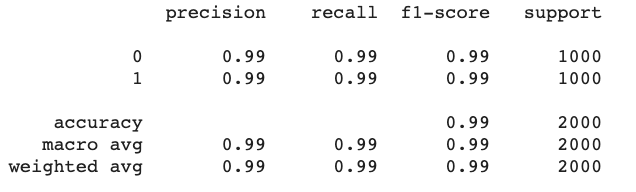 precision recall f1-score support
0 0.99 0.99 0.99 1000
1 0.99 0.99 0.99 1000
accuracy 0.99 2000
macro avg 0.99 0.99 0.99 2000
weighted avg 0.99 0.99 0.99 2000